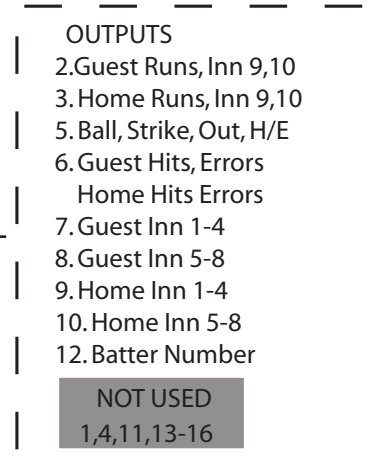 OUTPUTS
2.Guest Runs, Inn 9,10
3. Home Runs, Inn 9,10
5. Ball, Strike, Out, H/E
6. Guest Hits, Errors
Home Hits Errors
7. Guest Inn 1-4
8. Guest Inn 5-8
9. Home Inn 1-4
10. Home Inn 5-8
12. Batter Number
NOT USED
1,4,11,13-16